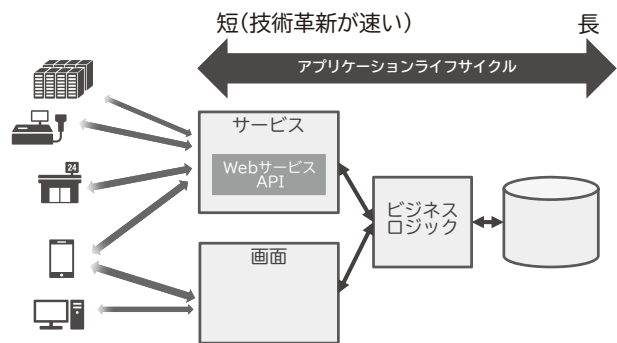 短(技術革新が速い)
長
アプリケーションライフサイクル
サービス
Webサービス
API
24
ビジネス
ロジック
画面